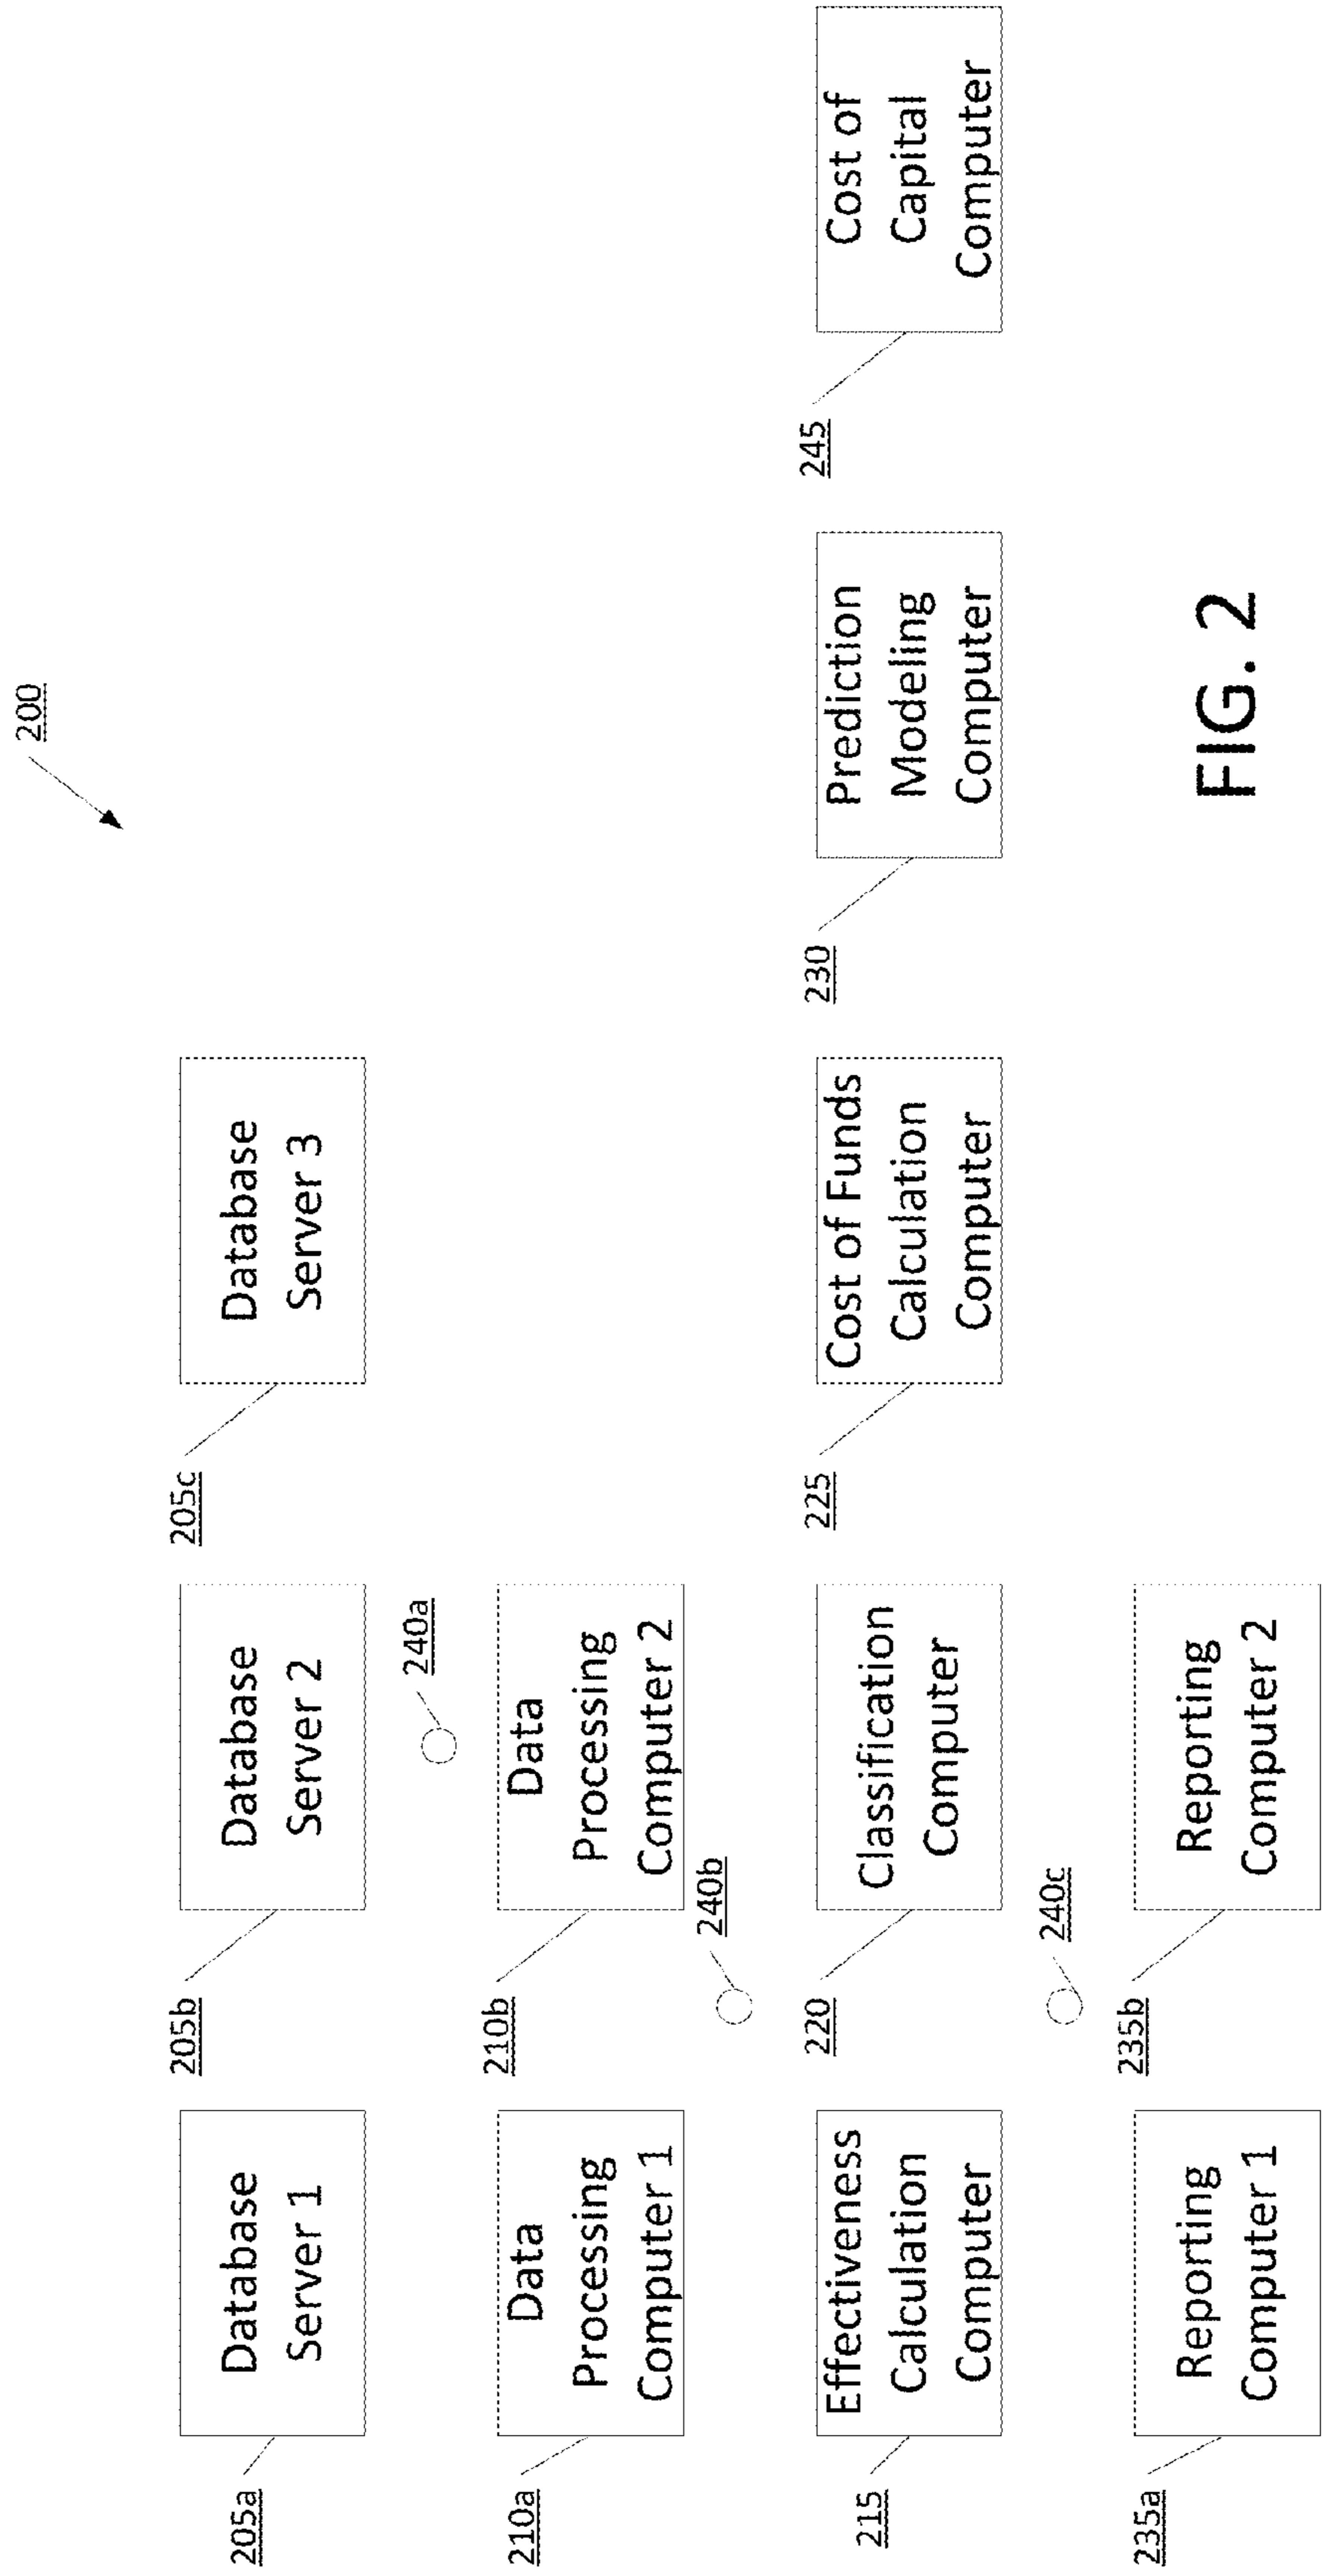 200
205a
Database
Server 1
205b
Database
Server 2
205c
Database
Server 3
240a
210a
Data
Processing
Computer 1
210b
Data
Processing
Computer 2
240b
215
Effectiveness
Calculation
Computer
220
Classification
Computer
225
Cost of Funds
Calculation
Computer
230
Prediction
Modeling
Computer
245
Cost of
Capital
Computer
240c
235a
Reporting
Computer 1
235b
Reporting
Computer 2
FIG. 2